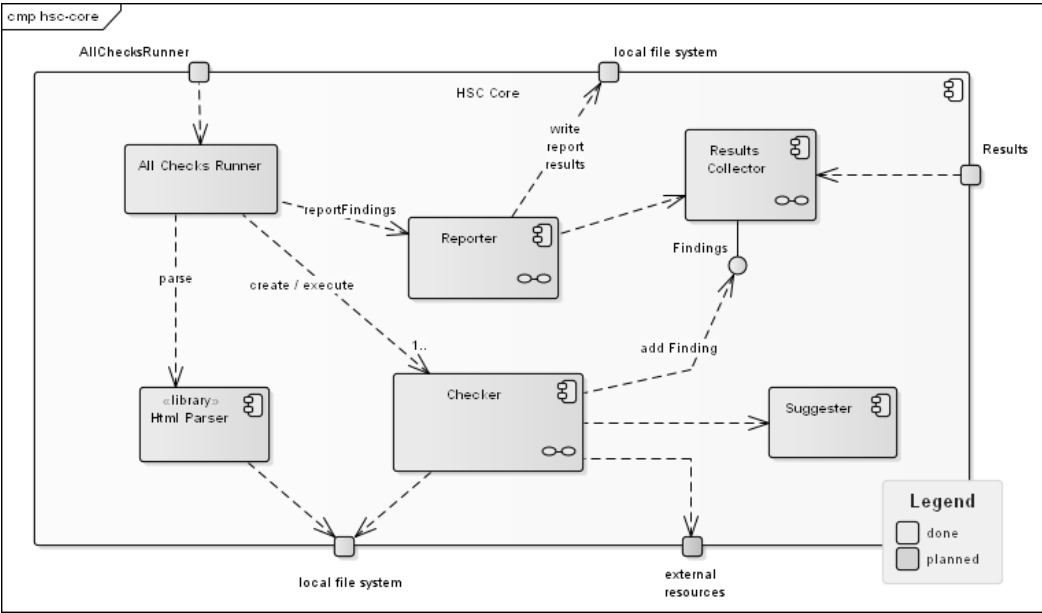 cmp hsc-core
AllChecksRunner
local file system
HSC Core
write
report
results
Results
Collector
Results
All Checks Runner
reportFindings
Reporter
Findings
parse
create / execute
1..
add Finding
«library»
Html Parser
Checker
Suggester
Legend
done
planned
local file system
external
resources